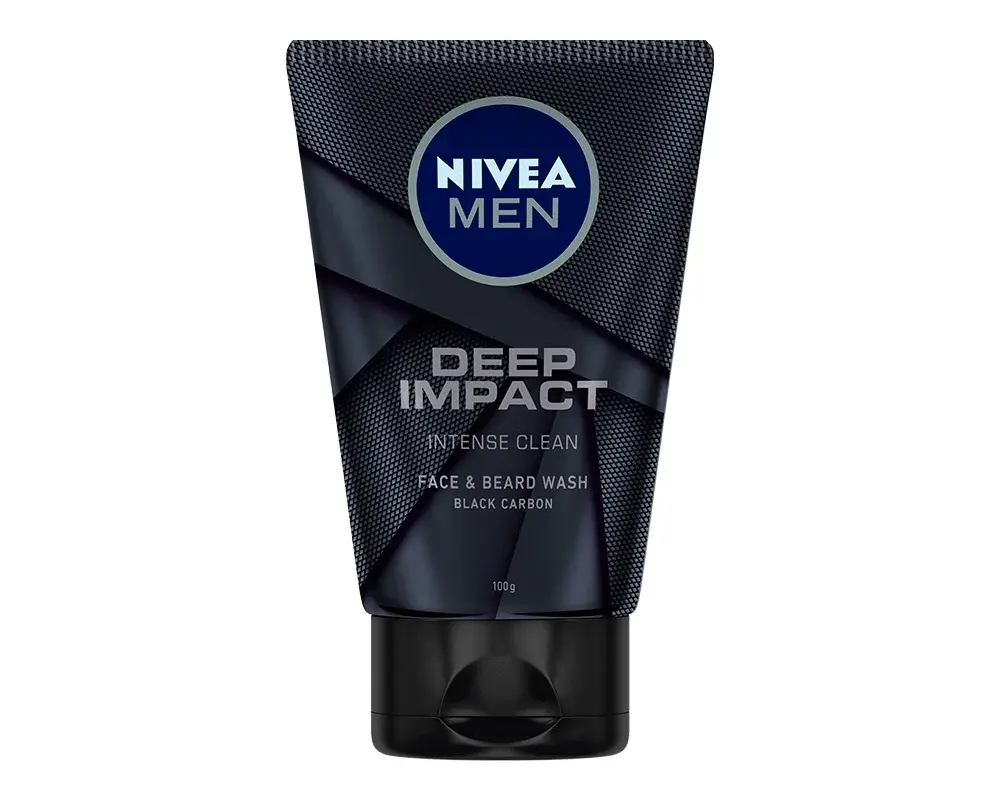 NIVEA
MEN
DEEP
IMPACT
INTENSE CLEAN
FACE & BEARD WASH
BLACK CARBON
100g